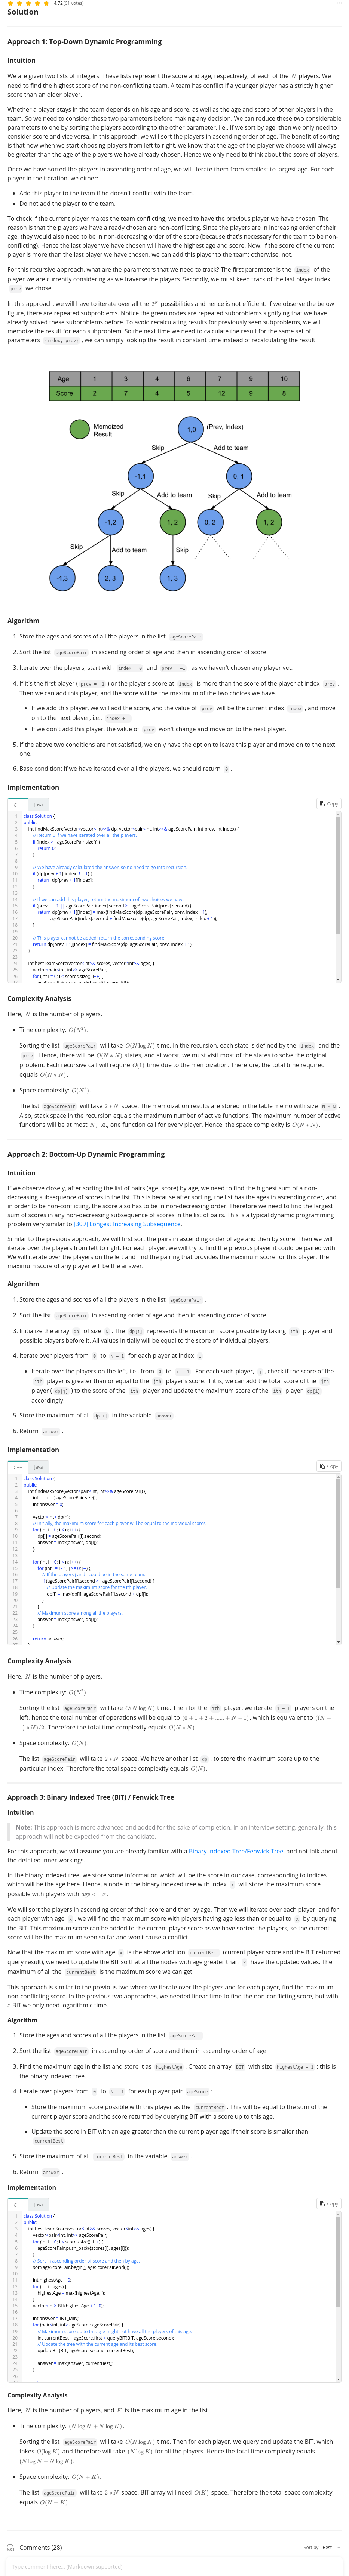 4.72 (61 votes)
Solution
Approach 1: Top-Down Dynamic Programming
Intuition
We are given two lists of integers. These lists represent the score and age, respectively, of each of the N players. We
need to find the highest score of the non-conflicting team. A team has conflict if a younger player has a strictly higher
score than an older player.
Whether a player stays in the team depends on his age and score, as well as the age and score of other players in the
team. So we need to consider these two parameters before making any decision. We can reduce these two considerable
parameters to one by sorting the players according to the parameter, i.e., if we sort by age, then we only need to
consider score and vice versa. In this approach, we will sort the players in ascending order of age. The benefit of sorting
is that now when we start choosing players from left to right, we know that the age of the player we choose will always
be greater than the age of the players we have already chosen. Hence we only need to think about the score of players.
Once we have sorted the players in ascending order of age, we will iterate them from smallest to largest age. For each
player in the iteration, we either:
Add this player to the team if he doesn't conflict with the team.
Do not add the player to the team.
To check if the current player makes the team conflicting, we need to have the previous player we have chosen. The
reason is that the players we have already chosen are non-conflicting. Since the players are in increasing order of their
age, they would also need to be in non-decreasing order of the score (because that's necessary for the team to be non-
conflicting). Hence the last player we have chosen will have the highest age and highest score. Now, if the score of the current
player is more than the last player we have chosen, we can add this player to the team; otherwise, not.
For this recursive approach, what are the parameters that we need to track? The first parameter is the index of the
player we are currently considering as we traverse the players. Secondly, we must keep track of the last player index
prev we chose.
In this approach, we will have to iterate over all the 2^N possibilities and hence is not efficient. If we observe the below
figure, there are repeated subproblems. Notice the green nodes are repeated subproblems signifying that we have
already solved these subproblems before. To avoid recalculating results for previously seen subproblems, we will
memoize the result for each subproblem. So the next time we need to calculate the result for the same set of
parameters {index, prev} , we can simply look up the result in constant time instead of recalculating the result.
Age 1 3 4 6 7 9 10
Score 2 7 4 5 12 9 8
Memoized
Result
-1,0
(Prev, Index)
Skip
Add to team
-1,1
0, 1
Skip
Add to team
Skip
Add to team
-1,2
1, 2
0, 2
1, 2
Skip
Add to team
Skip
-1,3
2, 3
1, 3
Algorithm
1. Store the ages and scores of all the players in the list ageScorePair .
2. Sort the list ageScorePair in ascending order of age and then in ascending order of score.
3. Iterate over the players; start with index = 0 and prev = -1 , as we haven't chosen any player yet.
4. If it's the first player ( prev = -1 ) or the player's score at index is more than the score of the player at index prev .
Then we can add this player, and the score will be the maximum of the two choices we have.
If we add this player, we will add the score, and the value of prev will be the current index index , and move
on to the next player, i.e., index + 1 .
If we don't add this player, the value of prev won't change and move on to the next player.
5. If the above two conditions are not satisfied, we only have the option to leave this player and move on to the next
one.
6. Base condition: If we have iterated over all the players, we should return 0 .
Implementation
C++ Java
Copy
1 class Solution {
2 public:
3 int findMaxScore(vector<vector<int>>& dp, vector<pair<int, int>>& ageScorePair, int prev, int index) {
4 // Return 0 if we have iterated over all the players.
5 if (index == ageScorePair.size()) {
6 return 0;
7 }
8
9 // We have already calculated the answer, so no need to go into recursion.
10 if (dp[prev + 1][index] != -1) {
11 return dp[prev + 1][index];
12 }
13
14 // If we can add this player, return the maximum of two choices we have.
15 if (prev == -1 || ageScorePair[index].second >= ageScorePair[prev].second) {
16 return dp[prev + 1][index] = max(findMaxScore(dp, ageScorePair, prev, index + 1),
17 ageScorePair[index].second + findMaxScore(dp, ageScorePair, index, index + 1));
18 }
19
20 // This player cannot be added; return the corresponding score.
21 return dp[prev + 1][index] = findMaxScore(dp, ageScorePair, prev, index + 1);
22 }
23
24 int bestTeamScore(vector<int>& scores, vector<int>& ages) {
25 vector<pair<int, int>> ageScorePair;
26 for (int i = 0; i < scores.size(); i++) {
Complexity Analysis
Here, N is the number of players.
Time complexity: O(N²).
Sorting the list ageScorePair will take O(N log N) time. In the recursion, each state is defined by the index and the
prev . Hence, there will be O(N * N) states, and at worst, we must visit most of the states to solve the original
problem. Each recursive call will require O(1) time due to the memoization. Therefore, the total time required
equals O(N * N).
Space complexity: O(N²).
The list ageScorePair will take 2 * N space. The memoization results are stored in the table memo with size N * N .
Also, stack space in the recursion equals the maximum number of active functions. The maximum number of active
functions will be at most N, i.e., one function call for every player. Hence, the space complexity is O(N * N).
Approach 2: Bottom-Up Dynamic Programming
Intuition
If we observe closely, after sorting the list of pairs (age, score) by age, we need to find the highest sum of a non-
decreasing subsequence of scores in the list. This is because after sorting, the list the ages is in ascending order, and
in order to be non-conflicting, the score also has to be in non-decreasing order. Therefore we need to find the largest
sum of scores in any non-decreasing subsequence of scores in the list of pairs. This is a typical dynamic programming
problem very similar to [309] Longest Increasing Subsequence.
Similar to the previous approach, we will first sort the list ageScorePair in ascending order of age and then by score. Then we will
iterate over the players from left to right. For each player, we will try to find the previous player it could be paired with.
We will iterate over the players on the left and find the player that provides the maximum score for this player. The
maximum score of any player will be the answer.
Algorithm
1. Store the ages and scores of all the players in the list ageScorePair .
2. Sort the list ageScorePair in ascending order of age and then in ascending order of score.
3. Initialize the array dp of size N . The dp[i] represents the maximum score possible by taking ith player and
possible players before it. All values initially will be equal to the score of individual players.
4. Iterate over players from 0 to N - 1 for each player at index i
Iterate over the players on the left, i.e., from 0 to i - 1 . For each such player, j , check if the score of the
ith player is greater than or equal to the jth player's score. If it is, we can add the total score of the jth
player ( dp[j] ) to the score of the ith player and update the maximum score of the ith player dp[i]
accordingly.
5. Store the maximum of all dp[i] in the variable answer .
6. Return answer .
Implementation
C++ Java
Copy
1 class Solution {
2 public:
3 int findMaxScore(vector<pair<int, int>>& ageScorePair) {
4 int n = (int) ageScorePair.size();
5 int answer = 0;
6
7 vector<int> dp(n);
8 // Initially, the maximum score for each player will be equal to the individual scores.
9 for (int i = 0; i < n; i++) {
10 dp[i] = ageScorePair[i].second;
11 answer = max(answer, dp[i]);
12 }
13
14 for (int i = 0; i < n; i++) {
15 for (int j = i - 1; j >= 0; j--) {
16 // If the players j and i could be in the same team.
17 if (ageScorePair[i].second >= ageScorePair[j].second) {
18 // Update the maximum score for the ith player.
19 dp[i] = max(dp[i], ageScorePair[i].second + dp[j]);
20 }
21 }
22 // Maximum score among all the players.
23 answer = max(answer, dp[i]);
24 }
25
26 return answer;
Complexity Analysis
Here, N is the number of players.
Time complexity: O(N²).
Sorting the list ageScorePair will take O(N log N) time. Then for the ith player, we iterate i - 1 players on the
left, hence the total number of operations will be equal to (0 + 1 + 2 + ..... + N − 1), which is equivalent to ((N −
1) * N)/2. Therefore the total time complexity equals O(N * N).
Space complexity: O(N).
The list ageScorePair will take 2 * N space. We have another list dp , to store the maximum score up to the
particular index. Therefore the total space complexity equals O(N).
Approach 3: Binary Indexed Tree (BIT) / Fenwick Tree
Intuition
Note: This approach is more advanced and added for the sake of completion. In an interview setting, generally, this
approach will not be expected from the candidate.
For this approach, we will assume you are already familiar with a Binary Indexed Tree/Fenwick Tree, and not talk about
the detailed inner workings.
In the binary indexed tree, we store some information which will be the score in our case, corresponding to indices
which will be the age here. Hence, a node in the binary indexed tree with index x will store the maximum score
possible with players with age <= x.
We will sort the players in ascending order of their score and then by age. Then we will iterate over each player, and for
each player with age x , we will find the maximum score with players having age less than or equal to x by querying
the BIT. This maximum score can be added to the current player score as we have sorted the players, so the current
score will be the maximum seen so far and won't cause a conflict.
Now that the maximum score with age x is the above addition currentBest (current player score and the BIT returned
query result), we need to update the BIT so that all the nodes with age greater than x have the updated values. The
maximum of all the currentBest is the maximum score we can get.
This approach is similar to the previous two where we iterate over the players and for each player, find the maximum
non-conflicting score. In the previous two approaches, we needed linear time to find the non-conflicting score, but with
a BIT we only need logarithmic time.
Algorithm
1. Store the ages and scores of all the players in the list ageScorePair .
2. Sort the list ageScorePair in ascending order of score and then in ascending order of age.
3. Find the maximum age in the list and store it as highestAge . Create an array BIT with size highestAge + 1 ; this is
the binary indexed tree.
4. Iterate over players from 0 to N - 1 for each player pair ageScore :
Store the maximum score possible with this player as the currentBest . This will be equal to the sum of the
current player score and the score returned by querying BIT with a score up to this age.
Update the score in BIT with an age greater than the current player age if their score is smaller than
currentBest .
5. Store the maximum of all currentBest in the variable answer .
6. Return answer .
Implementation
C++ Java
Copy
1 class Solution {
2 public:
3 int bestTeamScore(vector<int>& scores, vector<int>& ages) {
4 vector<pair<int, int>> ageScorePair;
5 for (int i = 0; i < scores.size(); i++) {
6 ageScorePair.push_back({scores[i], ages[i]});
7 }
8 // Sort in ascending order of score and then by age.
9 sort(ageScorePair.begin(), ageScorePair.end());
10
11 int highestAge = 0;
12 for (int i : ages) {
13 highestAge = max(highestAge, i);
14 }
15 vector<int> BIT(highestAge + 1, 0);
16
17 int answer = INT_MIN;
18 for (pair<int, int> ageScore : ageScorePair) {
19 // Maximum score up to this age might not have all the players of this age.
20 int currentBest = ageScore.first + queryBIT(BIT, ageScore.second);
21 // Update the tree with the current age and its best score.
22 updateBIT(BIT, ageScore.second, currentBest);
23
24 answer = max(answer, currentBest);
25 }
26
Complexity Analysis
Here, N is the number of players, and K is the maximum age in the list.
Time complexity: (N log N + N log K).
Sorting the list ageScorePair will take O(N log N) time. Then for each player, we query and update the BIT, which
takes O(log K) and therefore will take (N log K) for all the players. Hence the total time complexity equals
(N log N + N log K).
Space complexity: O(N + K).
The list ageScorePair will take 2 * N space. BIT array will need O(K) space. Therefore the total space complexity
equals O(N + K).
Comments (28)
Sort by: Best
Type comment here... (Markdown supported)